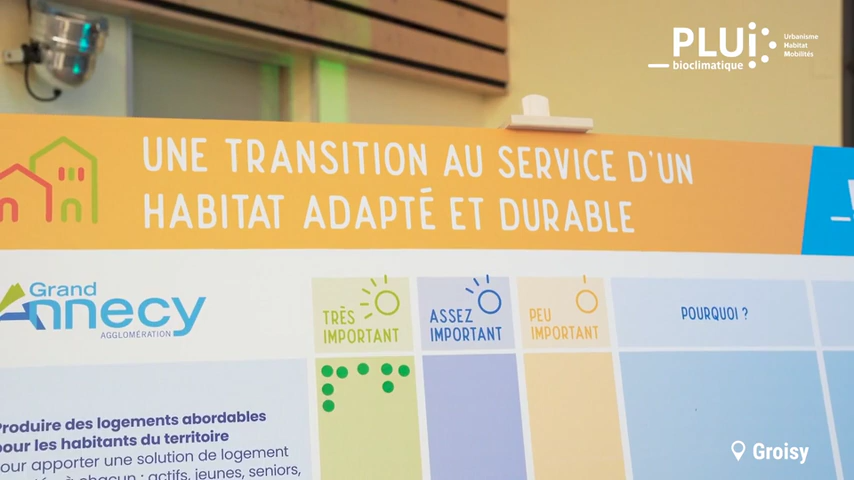 PLUi
bioclimatique
Urbanisme
Habitat
Mobilités
UNE TRANSITION AU SERVICE D'UN
HABITAT ADAPTÉ ET DURABLE
Grand
Annecy
AGGLOMÉRATION
TRÈS
IMPORTANT
ASSEZ
IMPORTANT
PEU
IMPORTANT
POURQUOI ?
Produire des logements abordables
pour les habitants du territoire
pour apporter une solution de logement
à chacun : actifs, jeunes, seniors,
Groisy